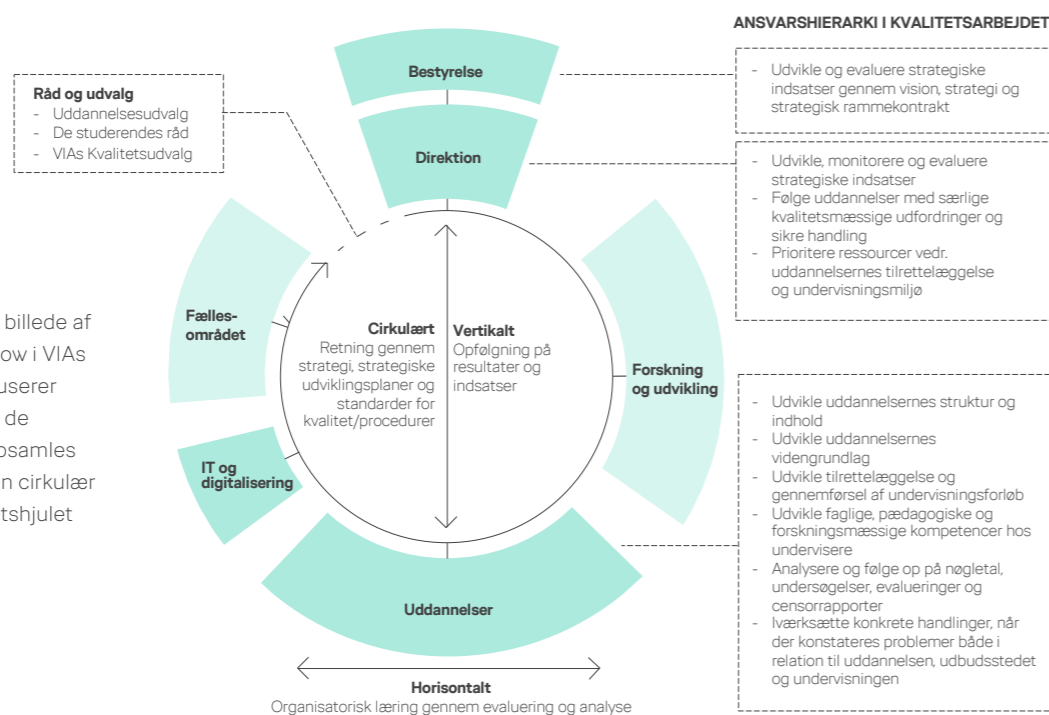 ANSVARSHIERARKI I KVALITETSARBEJDET
Råd og udvalg
- Uddannelsesudvalg
- De studerendes råd
- VIAs Kvalitetsudvalg
Bestyrelse
Direktion
- Udvikle og evaluere strategiske
indsatser gennem vision, strategi og
strategisk rammekontrakt
- Udvikle, monitorere og evaluere
strategiske indsatser
- Følge uddannelser med særlige
kvalitetsmæssige udfordringer og
sikre handling
- Prioritere ressourcer vedr.
uddannelsernes tilrettelæggelse
og undervisningsmiljø
billede af
ow i VIAs
userer
de
osamles
n cirkulær
tshjulet
Fælles-
området
Cirkulært
Retning gennem
strategi, strategiske
udviklingsplaner og
standarder for
kvalitet/procedurer
Vertikalt
Opfølgning på
resultater og
indsatser
Forskning
og udvikling
IT og
digitalisering
Uddannelser
- Udvikle uddannelsernes struktur og
indhold
- Udvikle uddannelsernes
videngrundlag
- Udvikle tilrettelæggelse og
gennemførsel af undervisningsforløb
- Udvikle faglige, pædagogiske og
forskningsmæssige kompetencer hos
undervisere
- Analysere og følge op på nøgletal,
undersøgelser, evalueringer og
censorrapporter
- Iværksætte konkrete handlinger, når
der konstateres problemer både i
relation til uddannelsen, udbudsstedet
og undervisningen
Horisontalt
Organisatorisk læring gennem evaluering og analyse